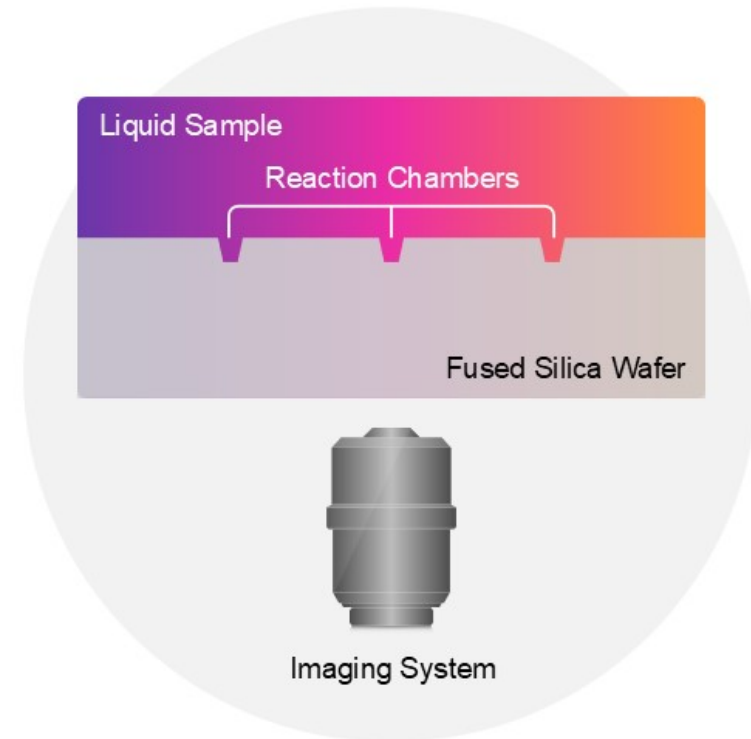 Liquid Sample
Reaction Chambers
Fused Silica Wafer
Imaging System